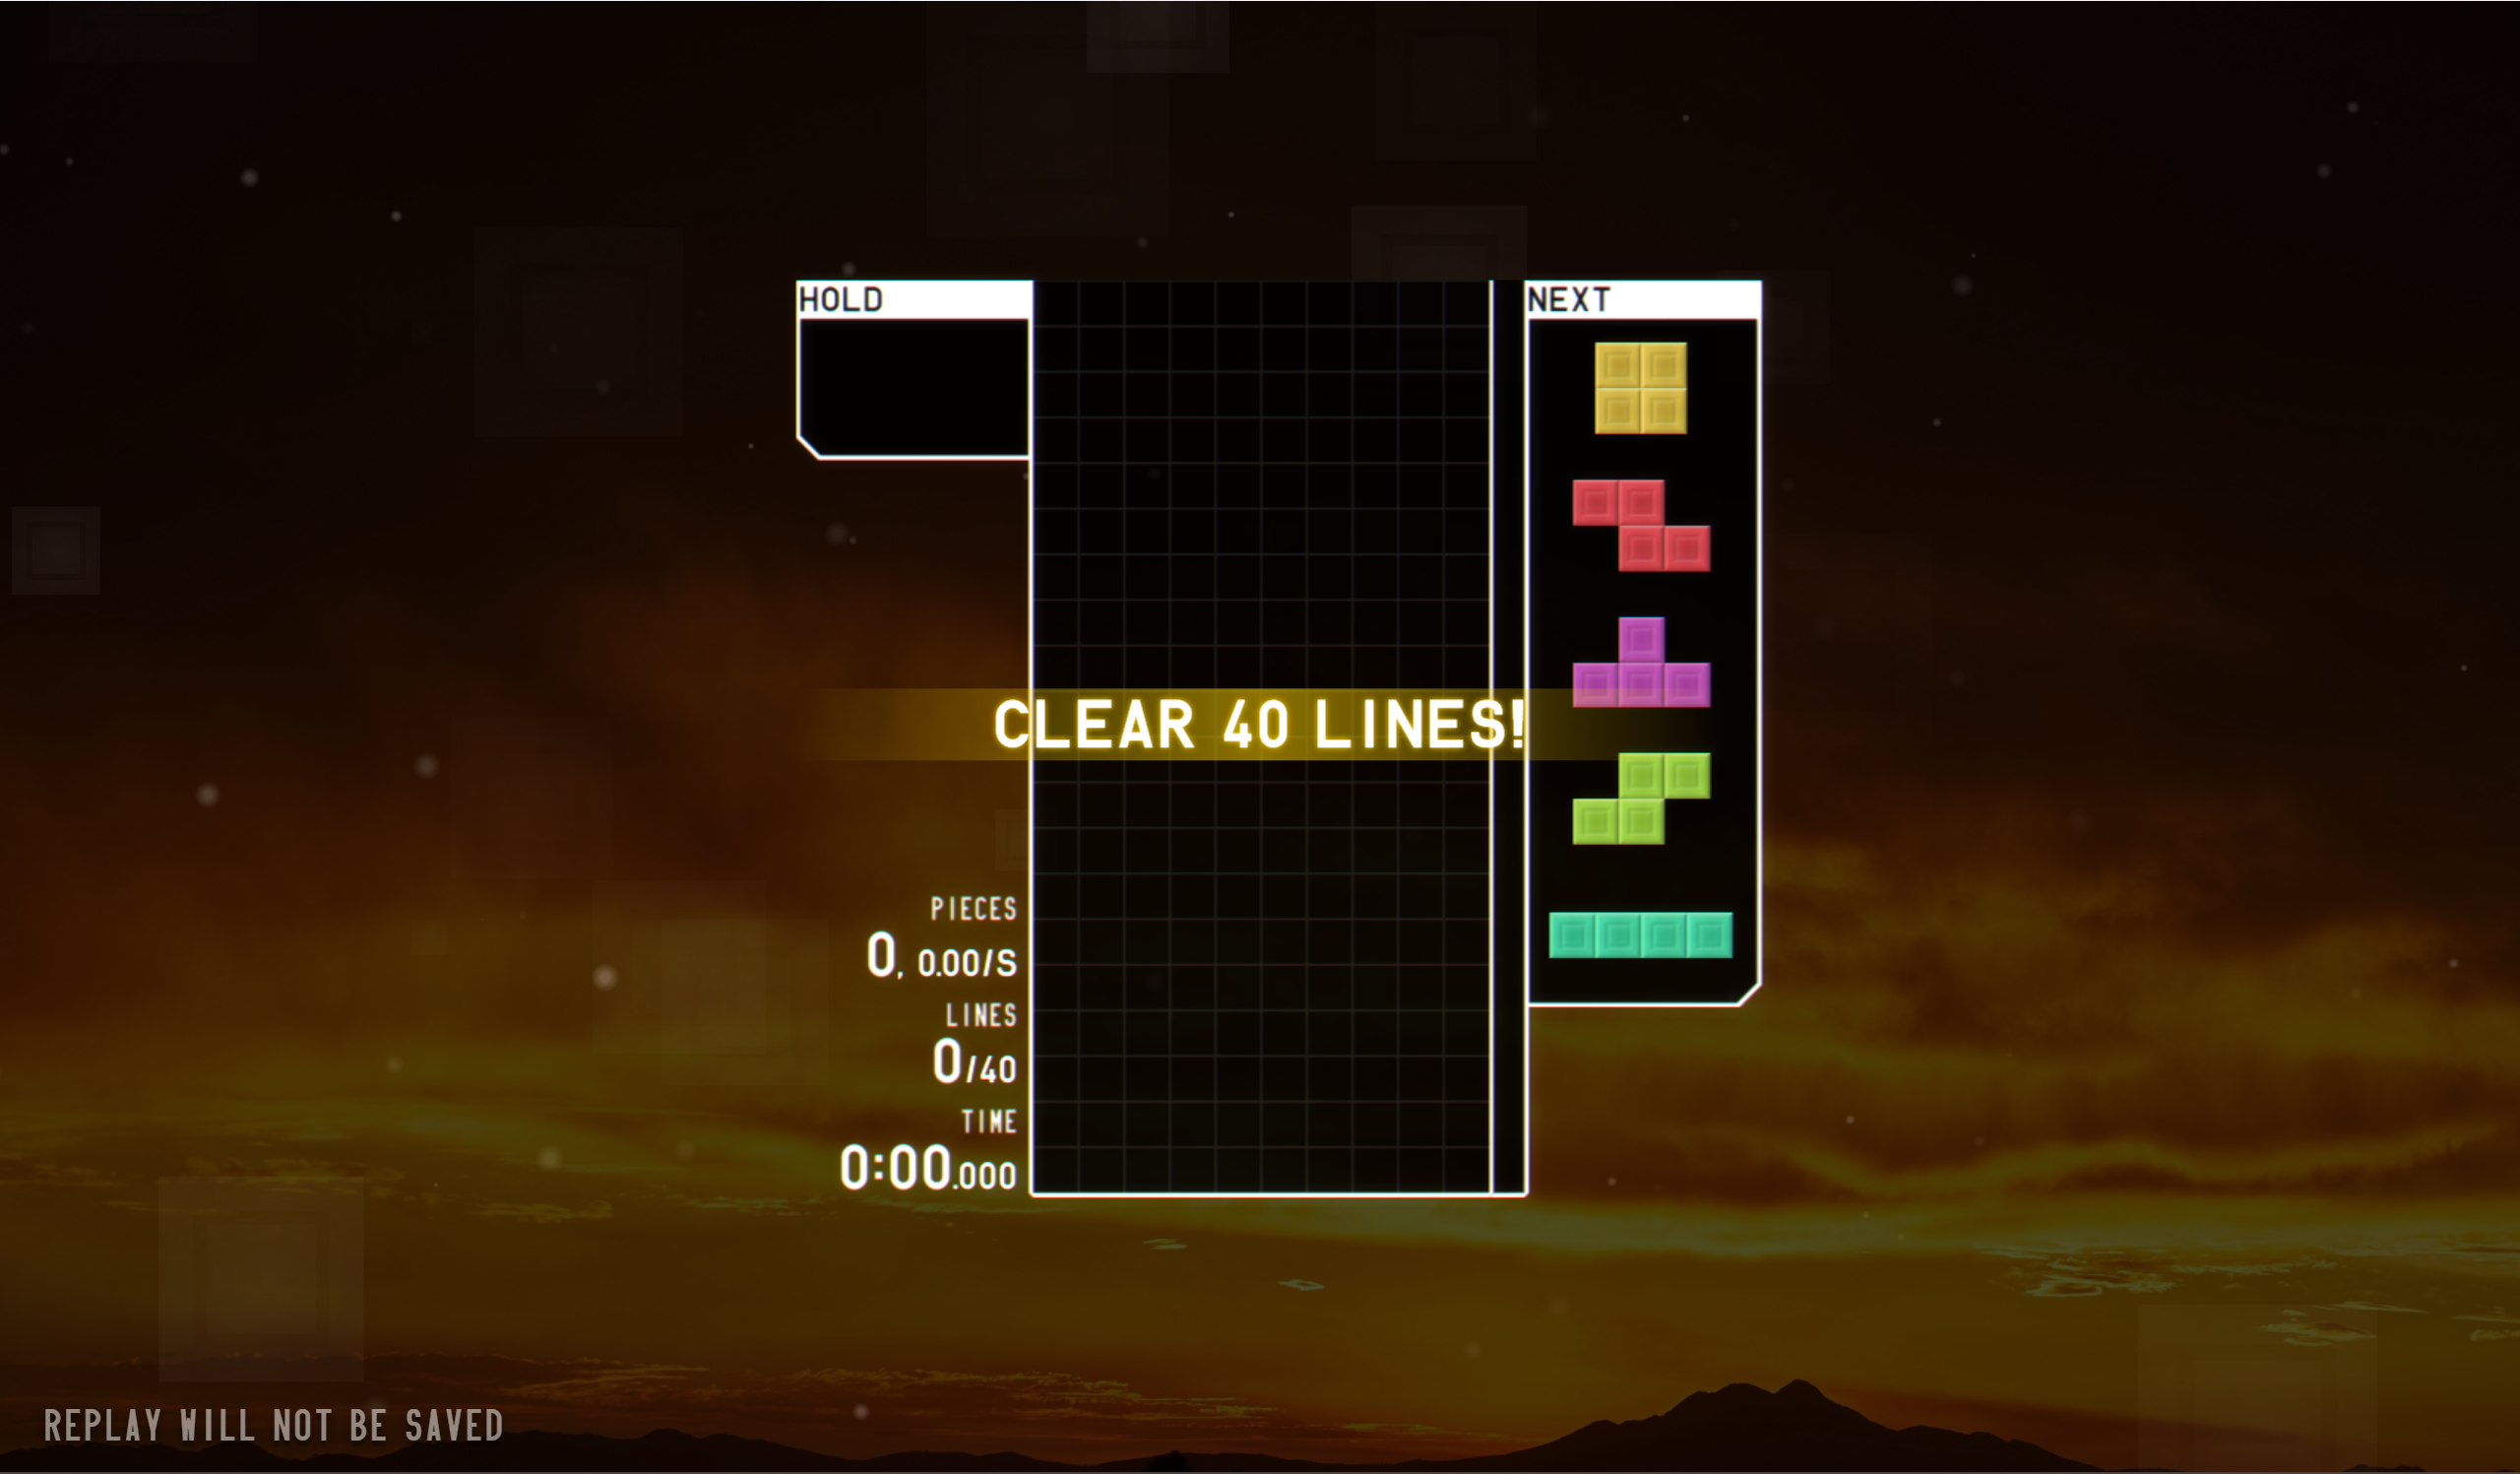 HOLD
NEXT
CLEAR 40 LINES!
PIECES
0, 0.00/S
LINES
0/40
TIME
0:00.000
REPLAY WILL NOT BE SAVED